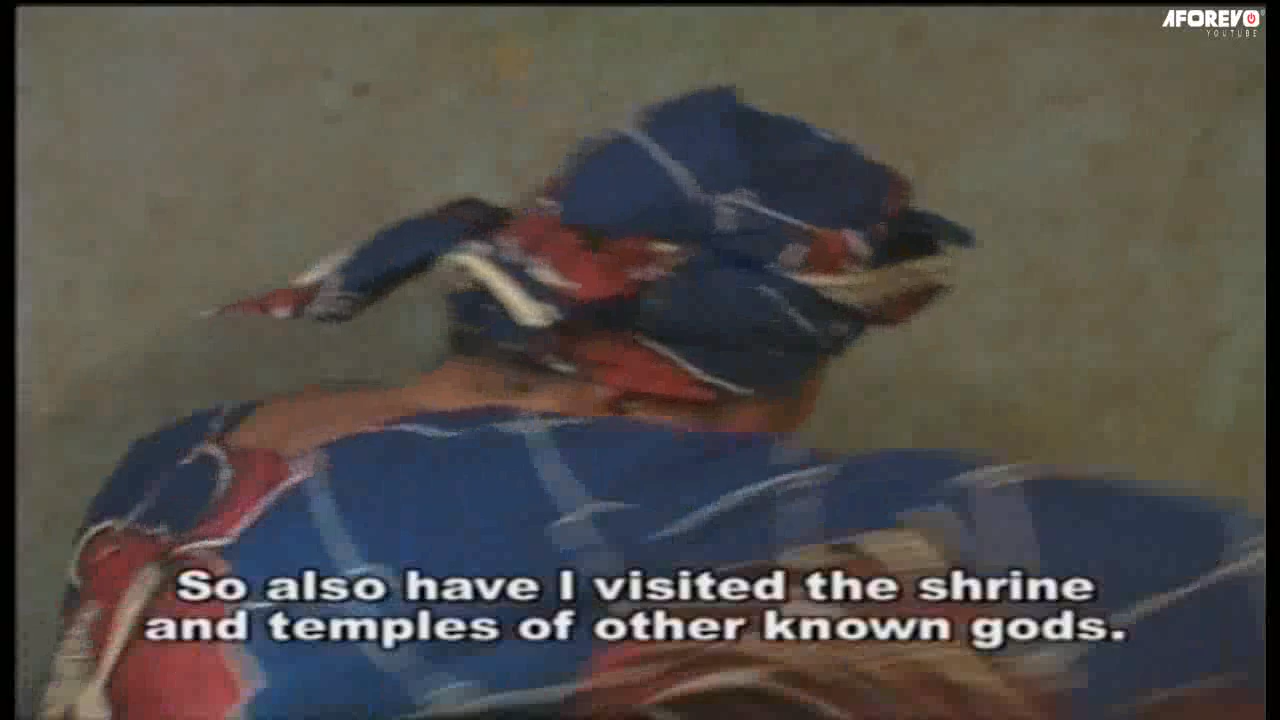 AFOREVO
YOUTUBE
So also have I visited the shrine
and temples of other known gods.